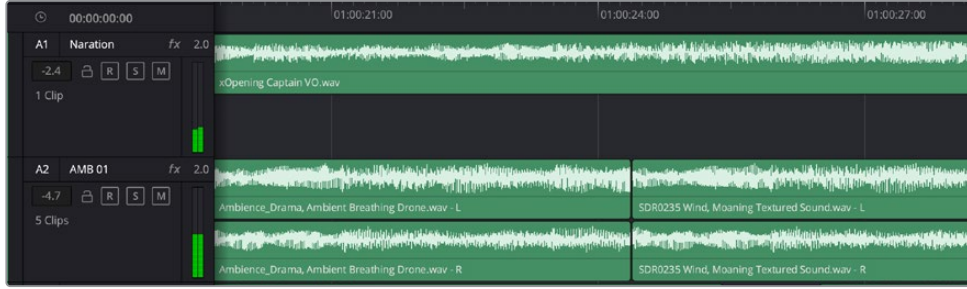 00:00:00:00 01:00:21:00 01:00:24:00 01:00:27:00
A1 Naration fx 2.0
-2.4 R S M
1 Clip
xOpening Captain VO.wav
A2 AMB 01 fx 2.0
-4.7 R S M
5 Clips
Ambience_Drama, Ambient Breathing Drone.wav - L
SDR0235 Wind, Moaning Textured Sound.wav - L
Ambience_Drama, Ambient Breathing Drone.wav - R
SDR0235 Wind, Moaning Textured Sound.wav - R